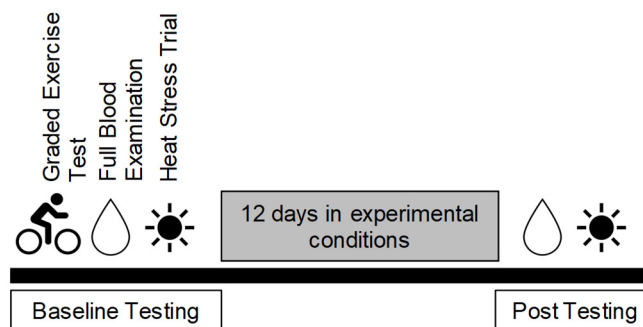 Graded Exercise
Test
Full Blood
Examination
Heat Stress Trial
12 days in experimental
conditions
Baseline Testing
Post Testing